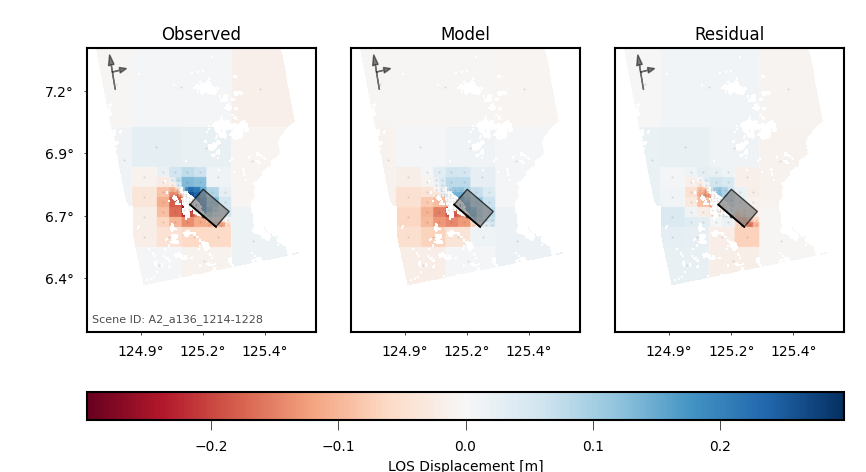 Observed
Model
Residual
7.2°
6.9°
6.7°
6.4°
Scene ID: A2_a136_1214-1228
124.9° 125.2° 125.4°
124.9° 125.2° 125.4°
124.9° 125.2° 125.4°
−0.2 −0.1 0.0 0.1 0.2
LOS Displacement [m]